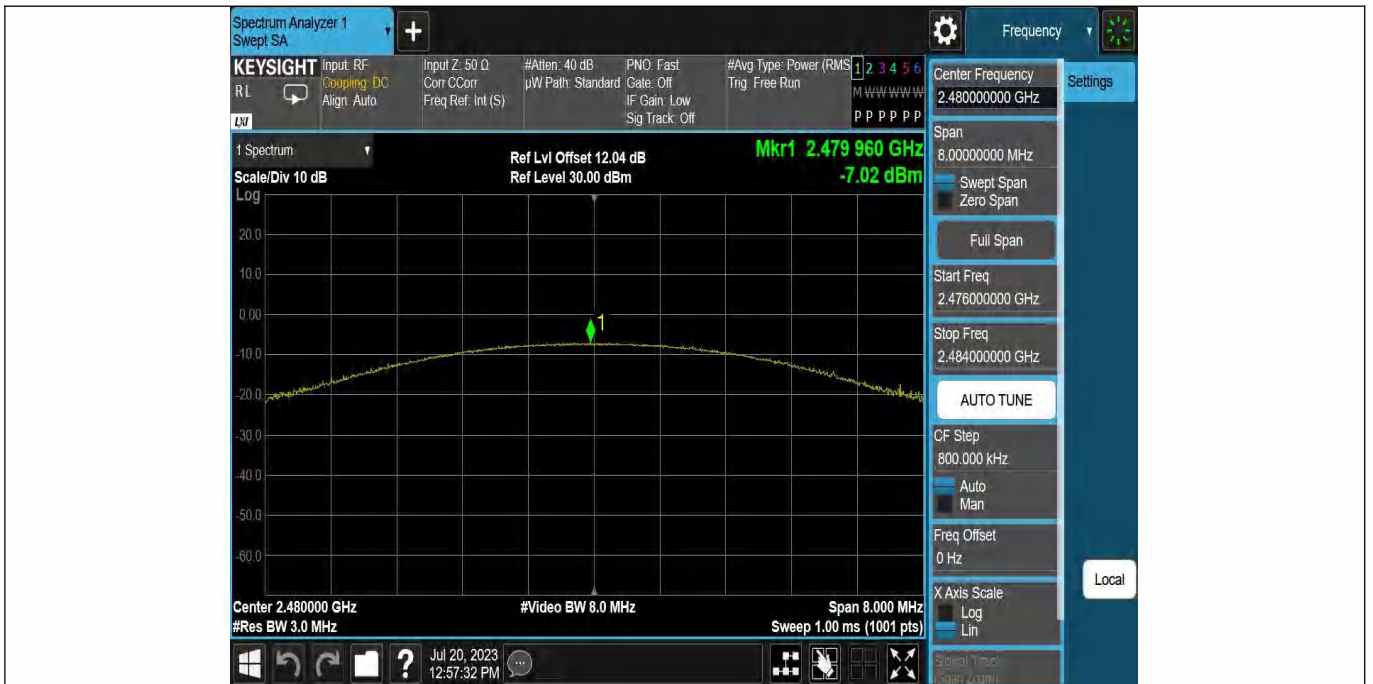 Spectrum Analyzer 1
Swept SA
+
Frequency
KEYSIGHT
RL
LXI
Input: RF
Coupling: DC
Align: Auto
Input Z: 50 Ω
Corr CCorr
Freq Ref: Int (S)
#Atten: 40 dB
µW Path: Standard
PNO: Fast
Gate: Off
IF Gain: Low
Sig Track: Off
#Avg Type: Power (RMS
Trig: Free Run
1 2 3 4 5 6
M W W W W W
P P P P P P
1 Spectrum
Scale/Div 10 dB
Ref Lvl Offset 12.04 dB
Ref Level 30.00 dBm
Mkr1 2.479 960 GHz
-7.02 dBm
Log
20.0
10.0
0.00
-10.0
-20.0
-30.0
-40.0
-50.0
-60.0
1
Center 2.480000 GHz
#Res BW 3.0 MHz
#Video BW 8.0 MHz
Span 8.000 MHz
Sweep 1.00 ms (1001 pts)
?
Jul 20, 2023
12:57:32 PM
Center Frequency
2.480000000 GHz
Settings
Span
8.00000000 MHz
Swept Span
Zero Span
Full Span
Start Freq
2.476000000 GHz
Stop Freq
2.484000000 GHz
AUTO TUNE
CF Step
800.000 kHz
Auto
Man
Freq Offset
0 Hz
X Axis Scale
Log
Lin
Local
Signal Track
(Span Zoom)